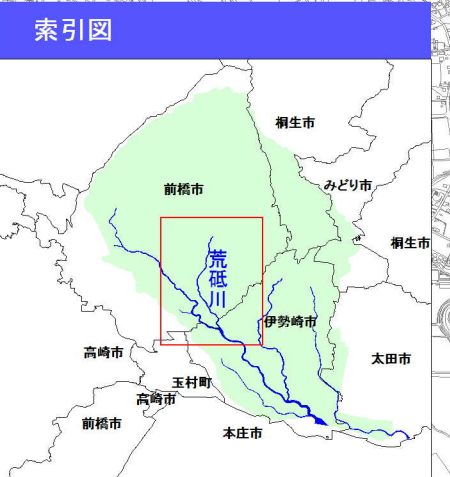 索引図
桐生市
みどり市
前橋市
桐生市
荒砥川
伊勢崎市
高崎市
太田市
玉村町
高崎市
前橋市
本庄市